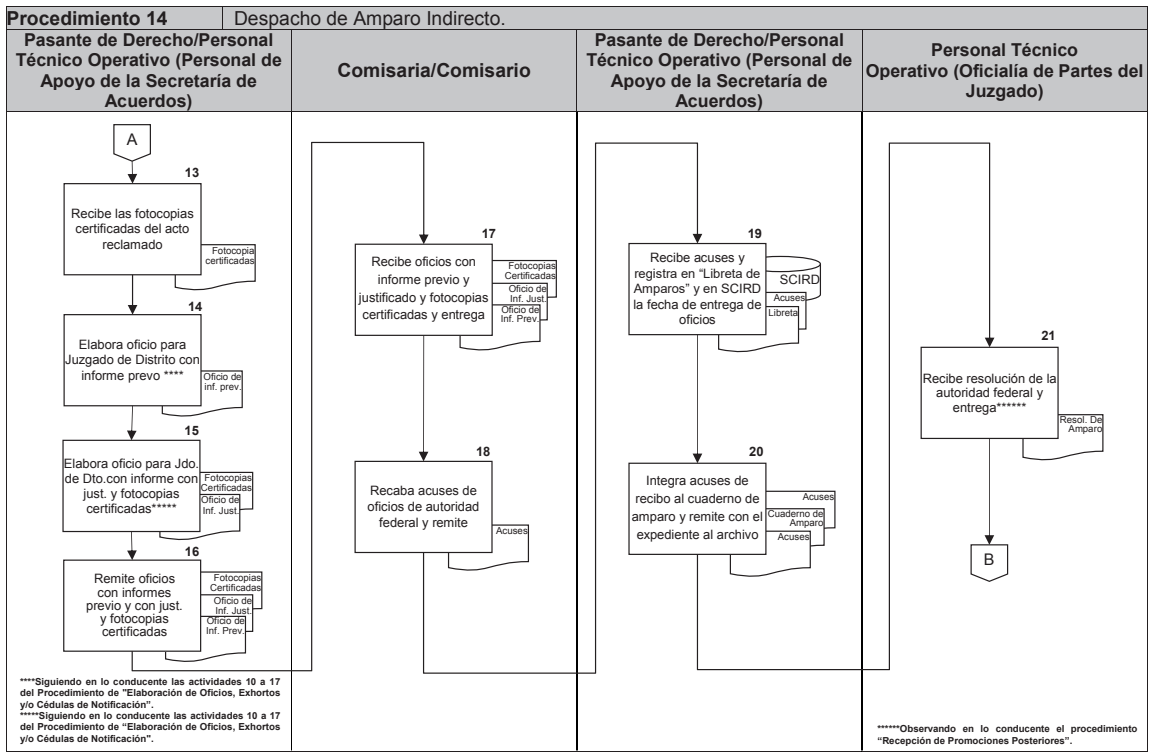 Procedimiento 14
Despacho de Amparo Indirecto.
Pasante de Derecho/Personal
Técnico Operativo (Personal de
Apoyo de la Secretaría de
Acuerdos)
Comisaria/Comisario
Pasante de Derecho/Personal
Técnico Operativo (Personal de
Apoyo de la Secretaría de
Acuerdos)
Personal Técnico
Operativo (Oficialía de Partes del
Juzgado)
A
13
Recibe las fotocopias
certificadas del acto
reclamado
Fotocopia
certificadas
14
Elabora oficio para
Juzgado de Distrito con
informe previo ****
Oficio de
inf. prev.
15
Elabora oficio para Jdo.
de Dto.con informe con
just. y fotocopias
certificadas*****
Fotocopias
Certificadas
Oficio de
Inf. Just.
16
Remite oficios
con informes
previo y con just.
y fotocopias
certificadas
Fotocopias
Certificadas
Oficio de
Inf. Just.
Oficio de
Inf. Prev.
****Siguiendo en lo conducente las actividades 10 a 17
del Procedimiento de "Elaboración de Oficios, Exhortos
y/o Cédulas de Notificación".
*****Siguiendo en lo conducente las actividades 10 a 17
del Procedimiento de "Elaboración de Oficios, Exhortos
y/o Cédulas de Notificación".
17
Recibe oficios con
informe previo y
justificado y fotocopias
certificadas y entrega
Fotocopias
Certificadas
Oficio de
Inf. Just.
Oficio de
Inf. Prev.
18
Recaba acuses de
oficios de autoridad
federal y remite
Acuses
19
Recibe acuses y
registra en "Libreta de
Amparos" y en SCIRD
la fecha de entrega de
oficios
SCIRD
Acuses
Libreta
20
Integra acuses de
recibo al cuaderno de
amparo y remite con el
expediente al archivo
Acuses
Cuaderno de
Amparo
Acuses
21
Recibe resolución de la
autoridad federal y
entrega******
Resol. De
Amparo
B
******Observando en lo conducente el procedimiento
"Recepción de Promociones Posteriores".